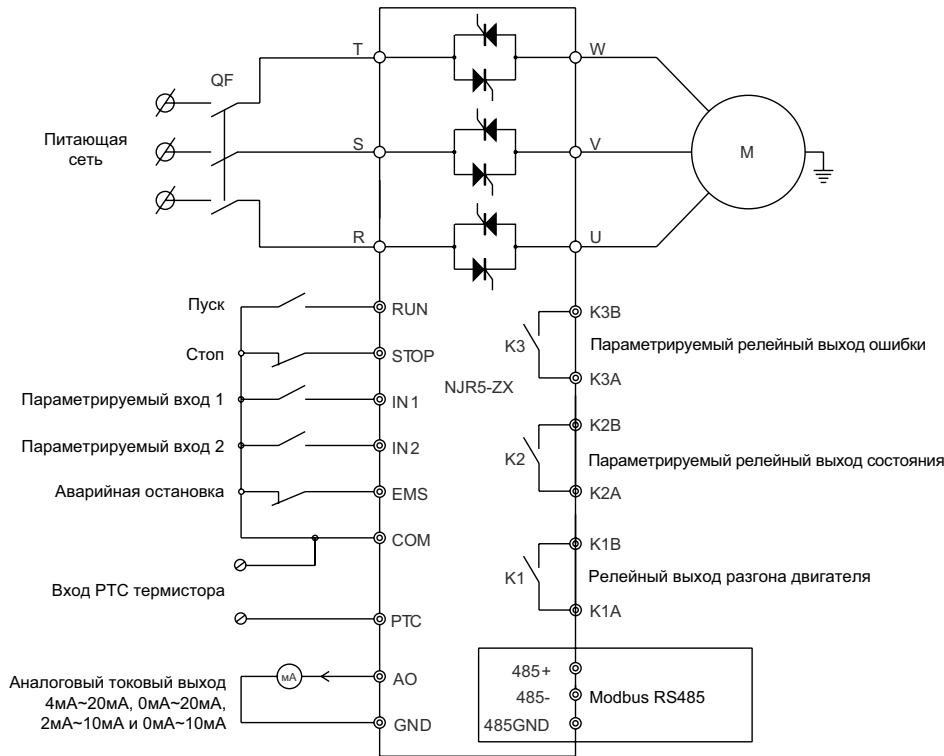 T
W
QF
Питающая
сеть
S
V
M
R
U
Пуск
RUN
K3B
Стоп
STOP
K3
Параметрируемый релейный выход ошибки
NJR5-ZX
K3A
Параметрируемый вход 1
IN1
K2B
Параметрируемый вход 2
IN2
K2
Параметрируемый релейный выход состояния
Аварийная остановка
EMS
K2A
COM
K1B
K1
Релейный выход разгона двигателя
Вход PTC термистора
K1A
PTC
485+
AO
мА
Аналоговый токовый выход
4мА~20мА, 0мА~20мА,
2мА~10мА и 0мА~10мА
485-
Modbus RS485
GND
485GND